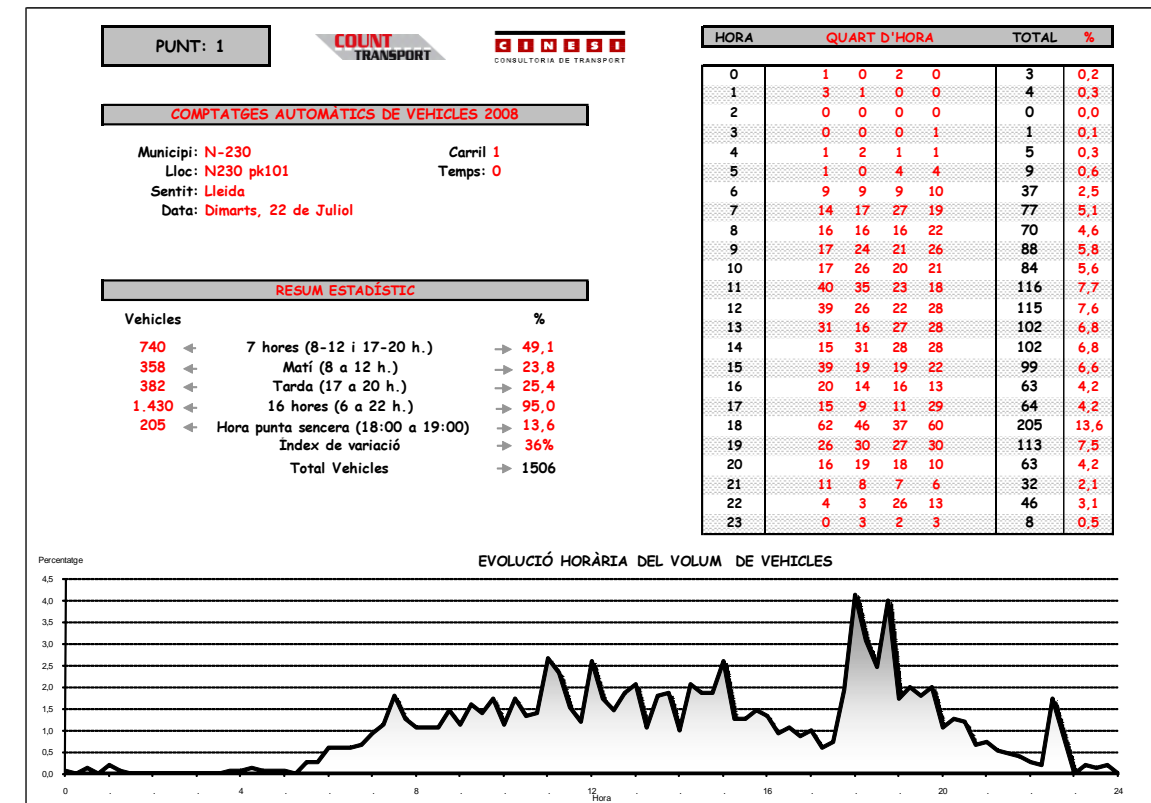 PUNT: 1
COUNT
TRANSPORT
CINESI
CONSULTORIA DE TRANSPORT
COMPTATGES AUTOMÀTICS DE VEHICLES 2008
Municipi: N-230 Carril 1
Lloc: N230 pk101 Temps: 0
Sentit: Lleida
Data: Dimarts, 22 de Juliol
RESUM ESTADÍSTIC
Vehicles %
740 7 hores (8-12 i 17-20 h.) 49,1
358 Matí (8 a 12 h.) 23,8
382 Tarda (17 a 20 h.) 25,4
1.430 16 hores (6 a 22 h.) 95,0
205 Hora punta sencera (18:00 a 19:00) 13,6
Índex de variació 36%
Total Vehicles 1506
HORA QUART D'HORA TOTAL %
0 1 0 2 0 3 0,2
1 3 1 0 0 4 0,3
2 0 0 0 0 0 0,0
3 0 0 0 1 1 0,1
4 1 2 1 1 5 0,3
5 1 0 4 4 9 0,6
6 9 9 9 10 37 2,5
7 14 17 27 19 77 5,1
8 16 16 16 22 70 4,6
9 17 24 21 26 88 5,8
10 17 26 20 21 84 5,6
11 40 35 23 18 116 7,7
12 39 26 22 28 115 7,6
13 31 16 27 28 102 6,8
14 15 31 28 28 102 6,8
15 39 19 19 22 99 6,6
16 20 14 16 13 63 4,2
17 15 9 11 29 64 4,2
18 62 46 37 60 205 13,6
19 26 30 27 30 113 7,5
20 16 19 18 10 63 4,2
21 11 8 7 6 32 2,1
22 4 3 26 13 46 3,1
23 0 3 2 3 8 0,5
EVOLUCIÓ HORÀRIA DEL VOLUM DE VEHICLES
Percentatge
4,5
4,0
3,5
3,0
2,5
2,0
1,5
1,0
0,5
0,0
0 . . . 4 . . . 8 . . . 12 . . . 16 . . . 20 . . . 24
Hora